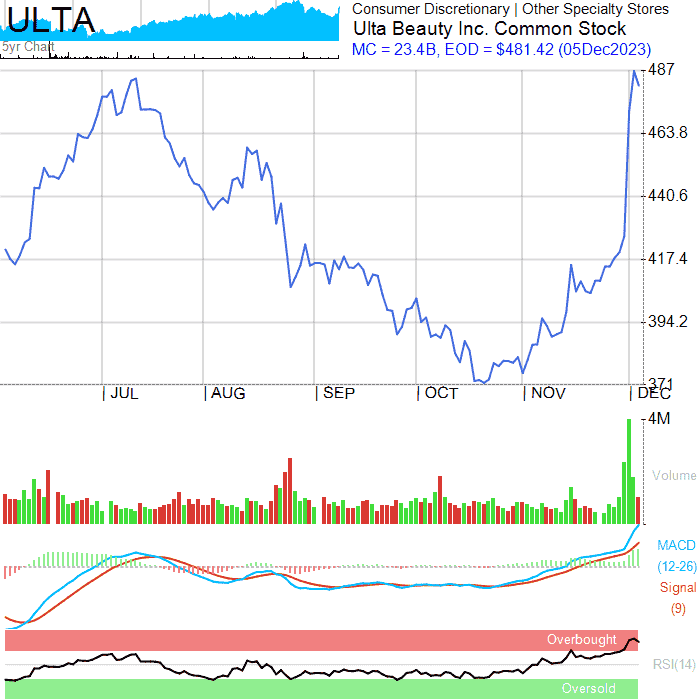 ULTA
5yr Chart
Consumer Discretionary | Other Specialty Stores
Ulta Beauty Inc. Common Stock
MC = 23.4B, EOD = $481.42 (05Dec2023)
487
463.8
440.6
417.4
394.2
371
JUL AUG SEP OCT NOV DEC
4M
Volume
MACD
(12-26)
Signal
(9)
Overbought
RSI(14)
Oversold